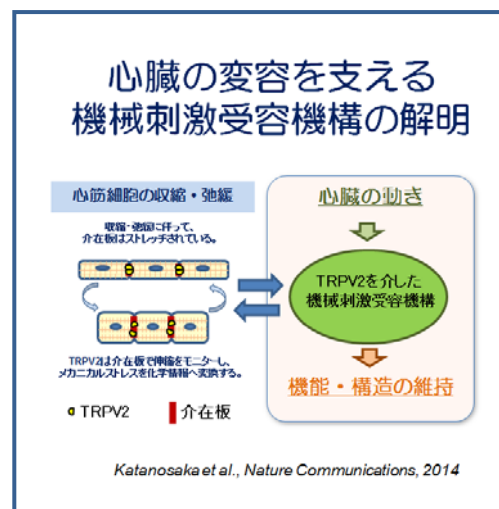 心臓の変容を支える
機械刺激受容機構の解明
心筋細胞の収縮・弛緩
収縮・弛緩に伴って、
介在板はストレッチされている。
TRPV2は介在板で伸縮をモニターし、
メカニカルストレスを化学情報へ変換する。
TRPV2
介在板
心臓の動き
TRPV2を介した
機械刺激受容機構
機能・構造の維持
Katanosaka et al., Nature Communications, 2014